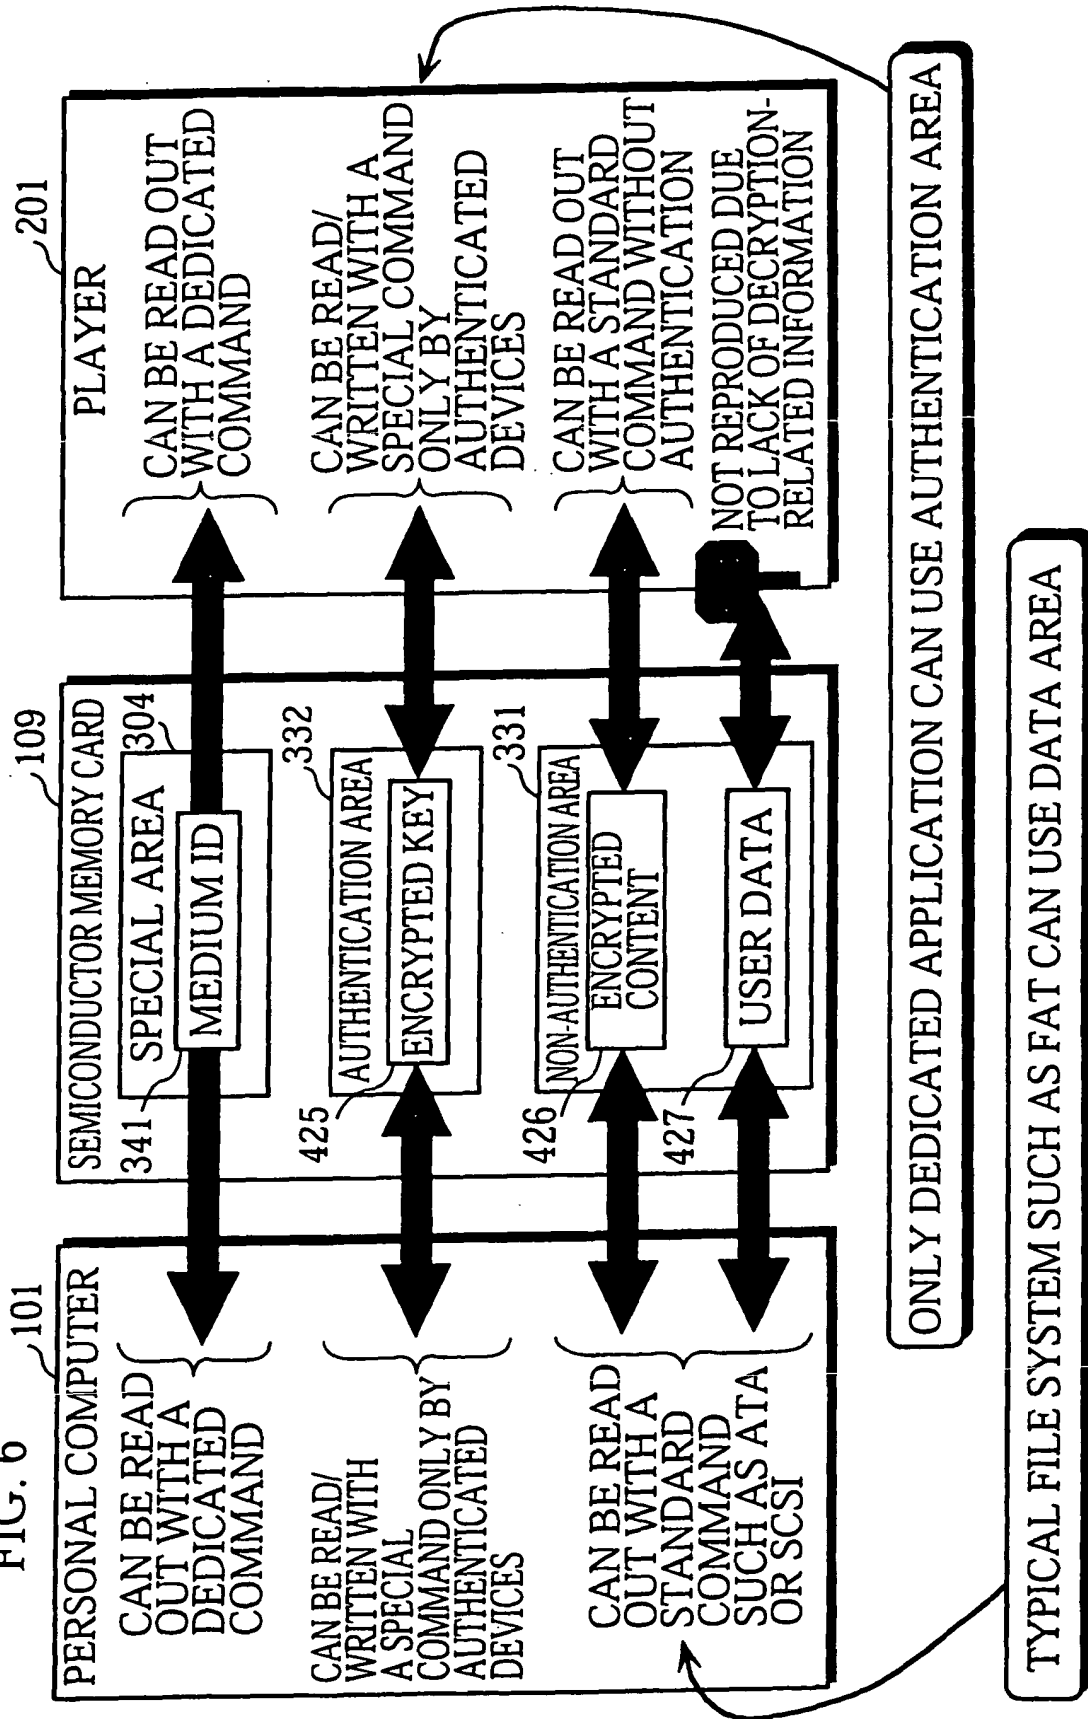 FIG. 6
101
PERSONAL COMPUTER
CAN BE READ
OUT WITH A
DEDICATED
COMMAND
CAN BE READ/
WRITTEN WITH
A SPECIAL
COMMAND ONLY BY
AUTHENTICATED
DEVICES
CAN BE READ
OUT WITH A
STANDARD
COMMAND
SUCH AS ATA
OR SCSI
109
SEMICONDUCTOR MEMORY CARD
304
SPECIAL AREA
341
MEDIUM ID
332
AUTHENTICATION AREA
425
ENCRYPTED KEY
331
NON-AUTHENTICATION AREA
426
ENCRYPTED
CONTENT
427
USER DATA
201
PLAYER
CAN BE READ OUT
WITH A DEDICATED
COMMAND
CAN BE READ/
WRITTEN WITH A
SPECIAL COMMAND
ONLY BY
AUTHENTICATED
DEVICES
CAN BE READ OUT
WITH A STANDARD
COMMAND WITHOUT
AUTHENTICATION
NOT REPRODUCED DUE
TO LACK OF DECRYPTION-
RELATED INFORMATION
ONLY DEDICATED APPLICATION CAN USE AUTHENTICATION AREA
TYPICAL FILE SYSTEM SUCH AS FAT CAN USE DATA AREA